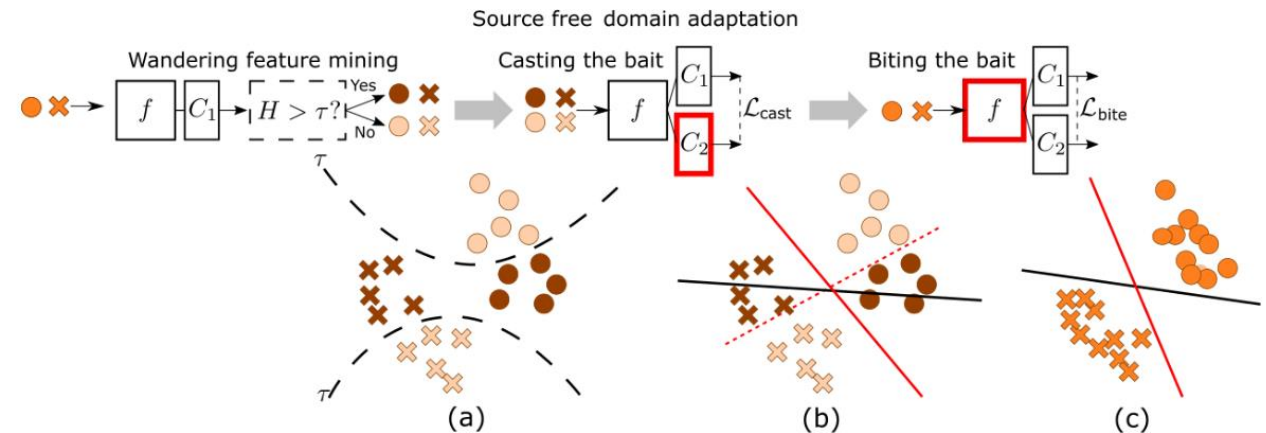 Source free domain adaptation
Wandering feature mining
Casting the bait
Biting the bait
f
C₁
H > τ?
Yes
No
f
C₁
C₂
ℒcast
f
C₁
C₂
ℒbite
τ
τ
(a)
(b)
(c)